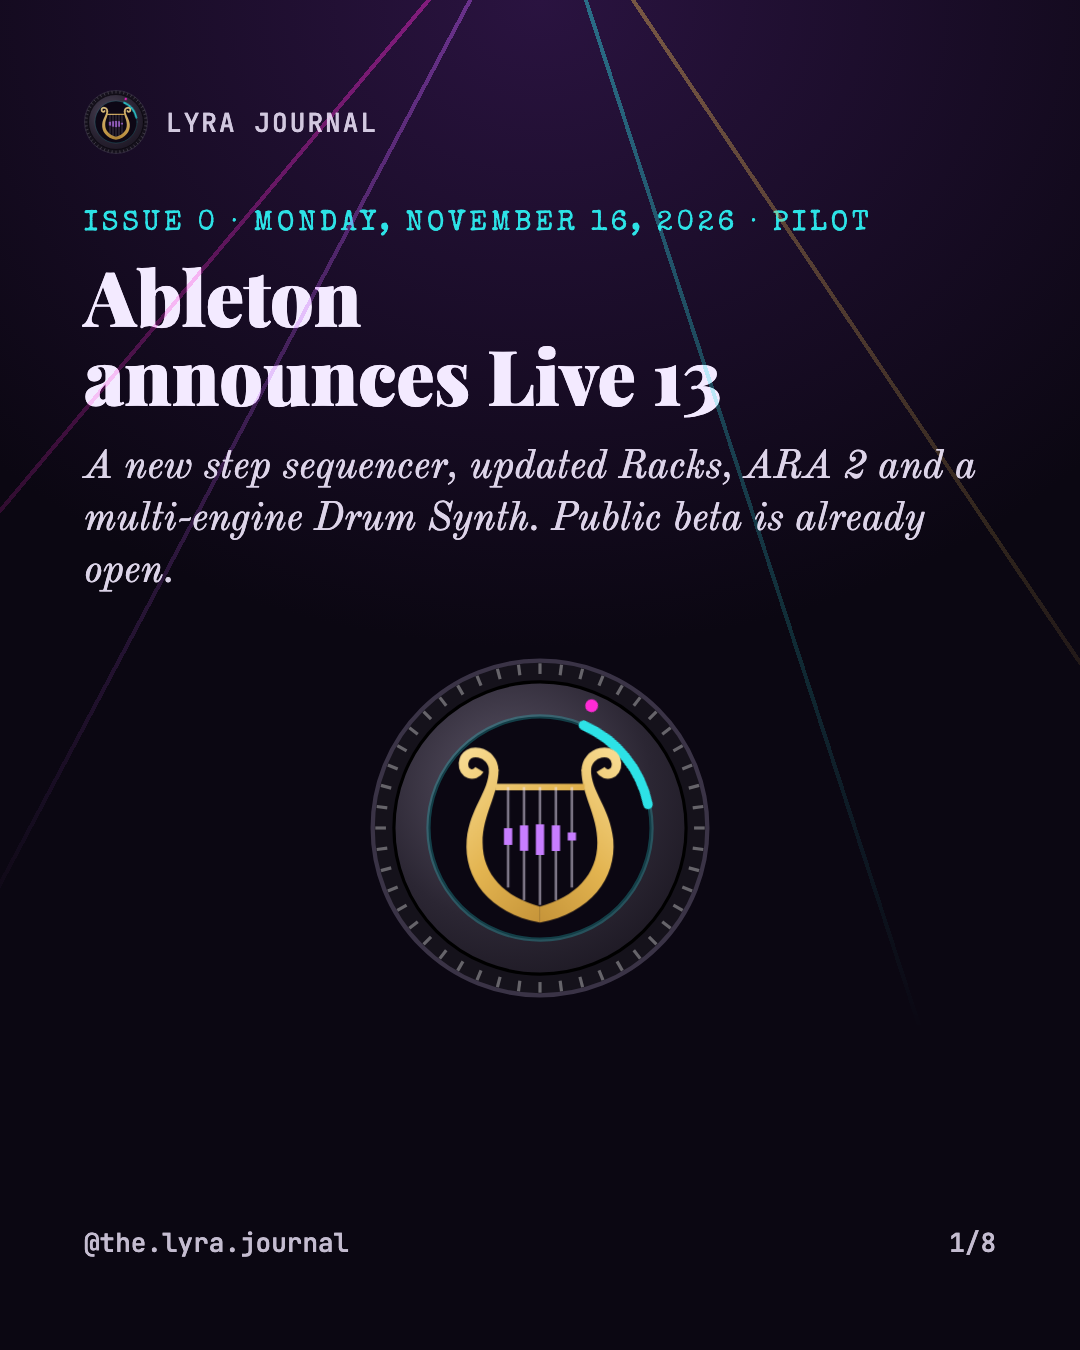 LYRA JOURNAL
ISSUE 0 · MONDAY, NOVEMBER 16, 2026 · PILOT
Ableton
announces Live 13
A new step sequencer, updated Racks, ARA 2 and a
multi-engine Drum Synth. Public beta is already
open.
@the.lyra.journal
1/8